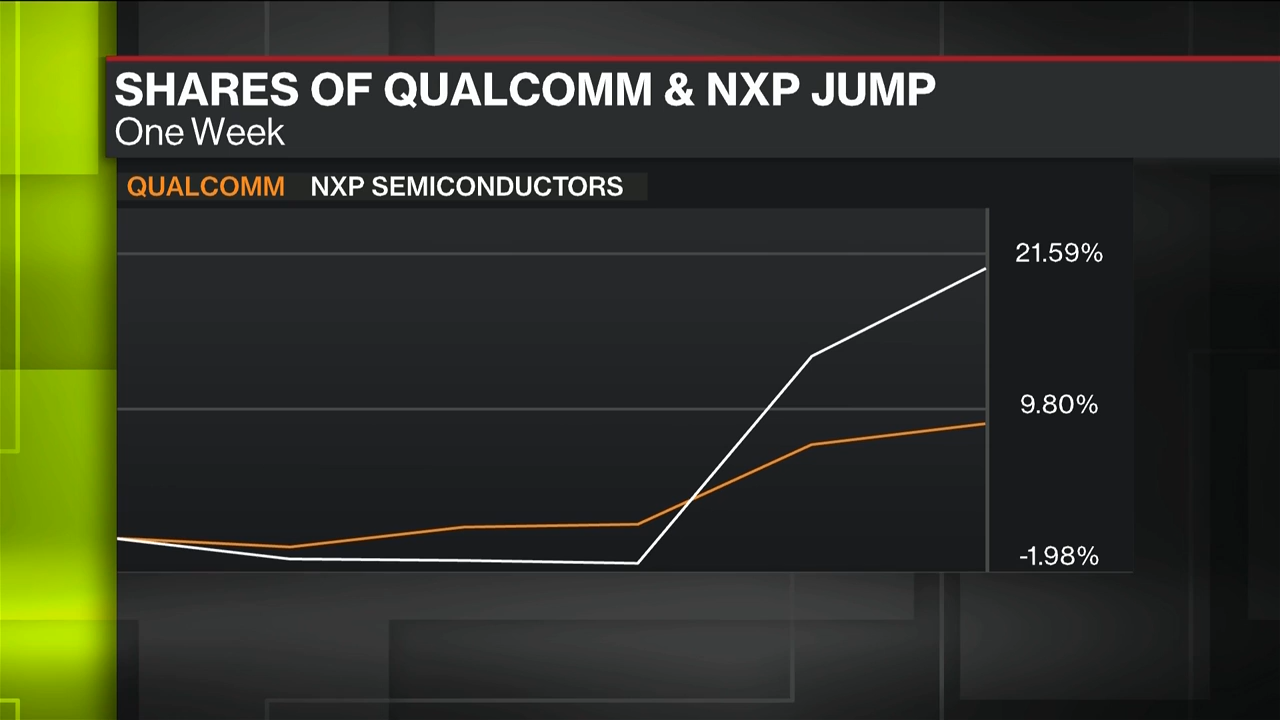 SHARES OF QUALCOMM & NXP JUMP
One Week
QUALCOMM NXP SEMICONDUCTORS
21.59%
9.80%
-1.98%